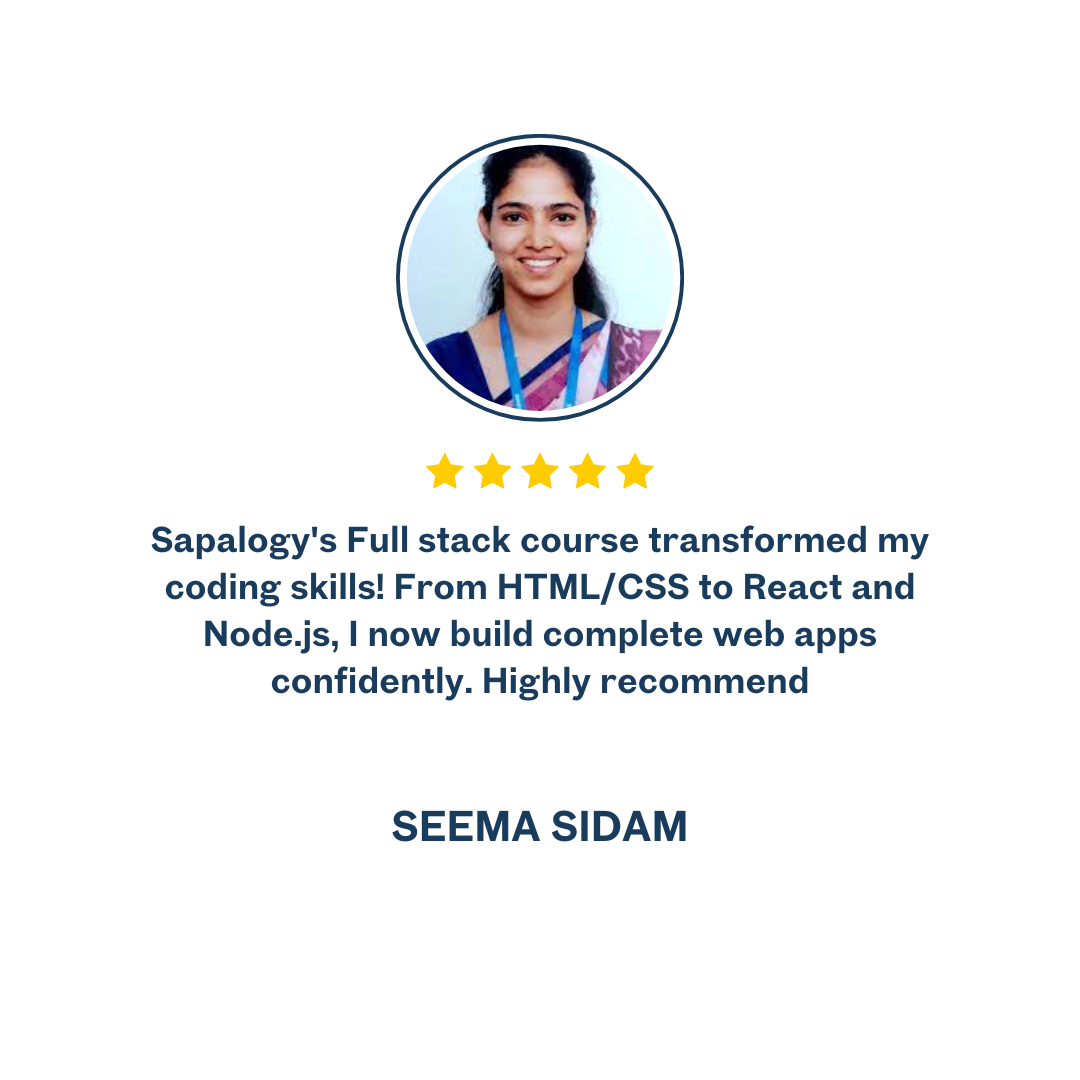 Sapalogy's Full stack course transformed my
coding skills! From HTML/CSS to React and
Node.js, I now build complete web apps
confidently. Highly recommend
SEEMA SIDAM